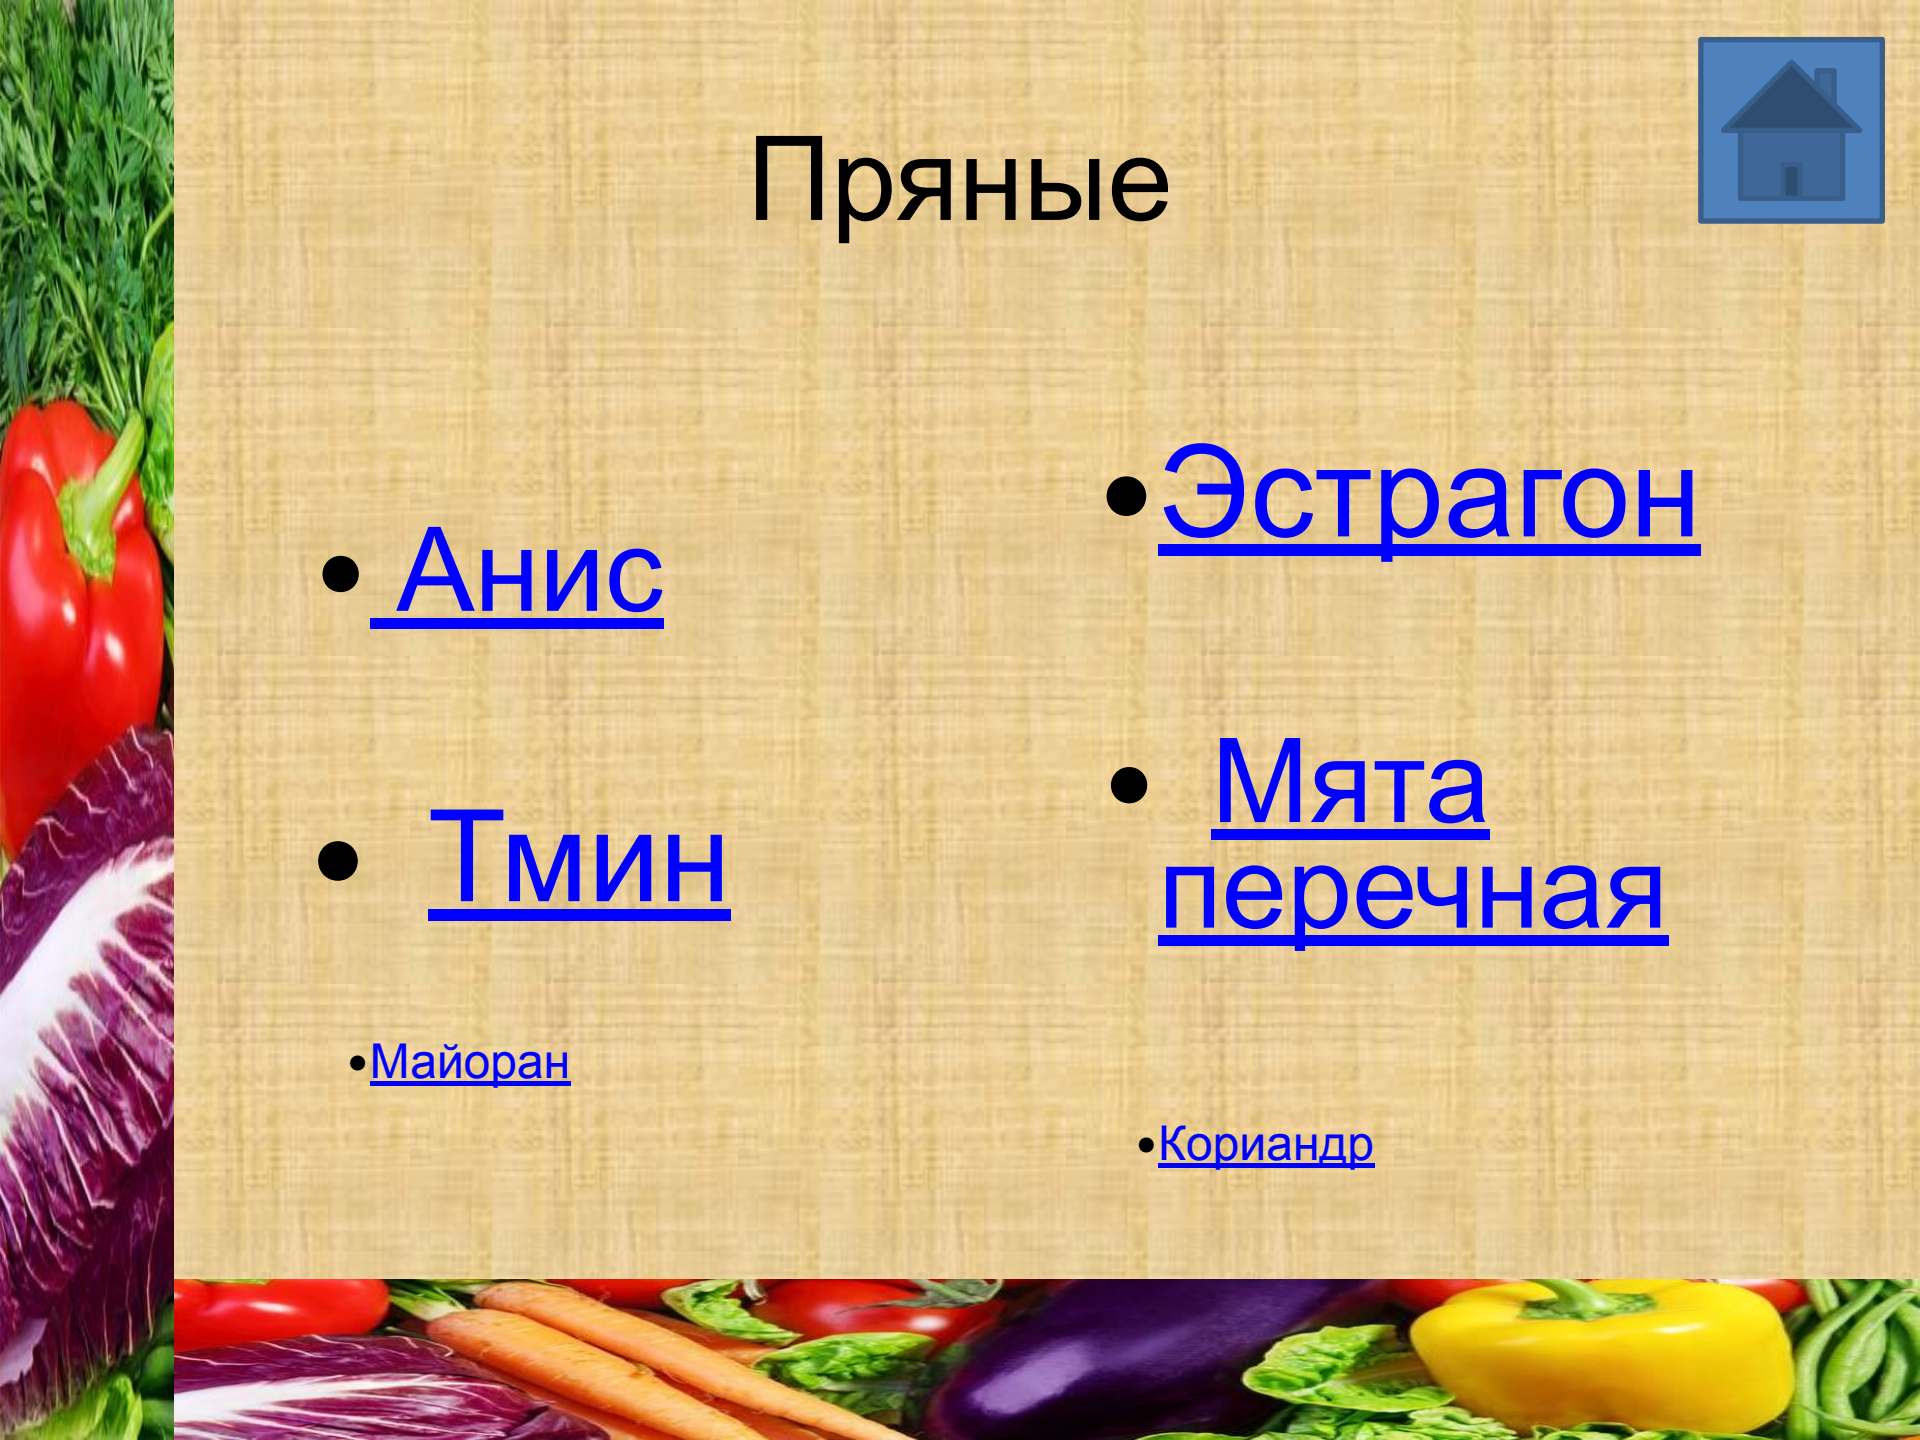 Пряные
• Анис
• Тмин
•Майоран
•Эстрагон
• Мята
перечная
•Кориандр